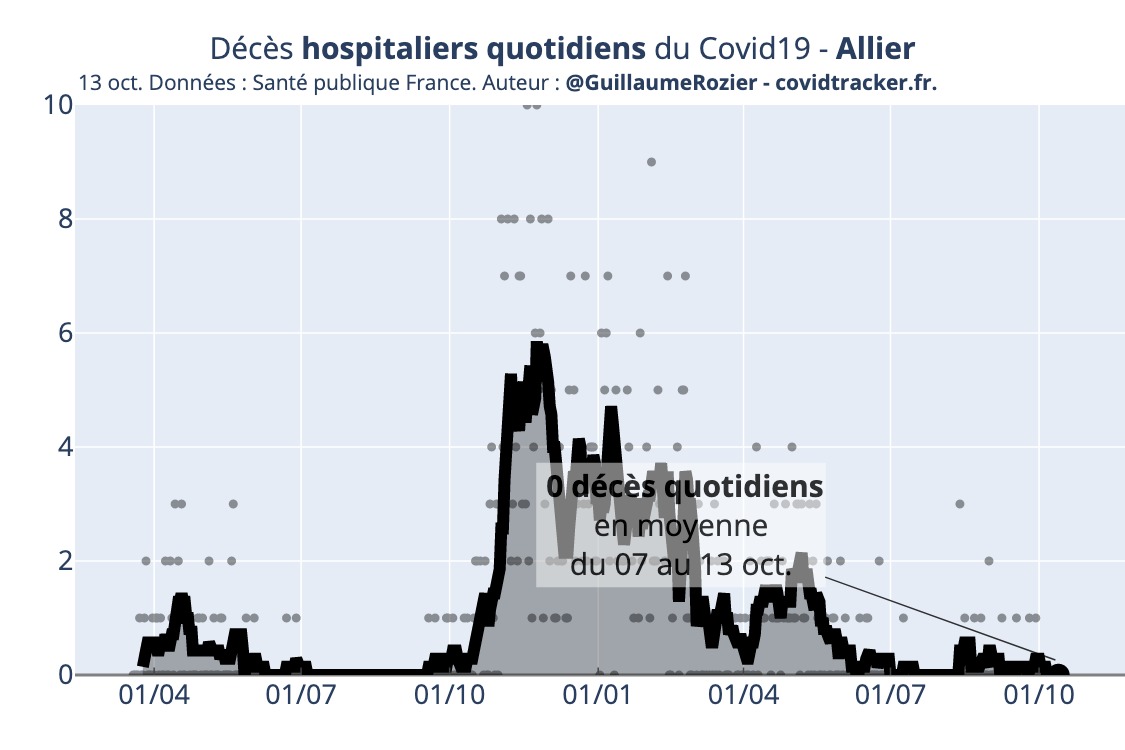 Décès hospitaliers quotidiens du Covid19 - Allier
13 oct. Données : Santé publique France. Auteur : @GuillaumeRozier - covidtracker.fr.
10
8
6
4
2
0
0 décès quotidiens
en moyenne
du 07 au 13 oct.
01/04 01/07 01/10 01/01 01/04 01/07 01/10